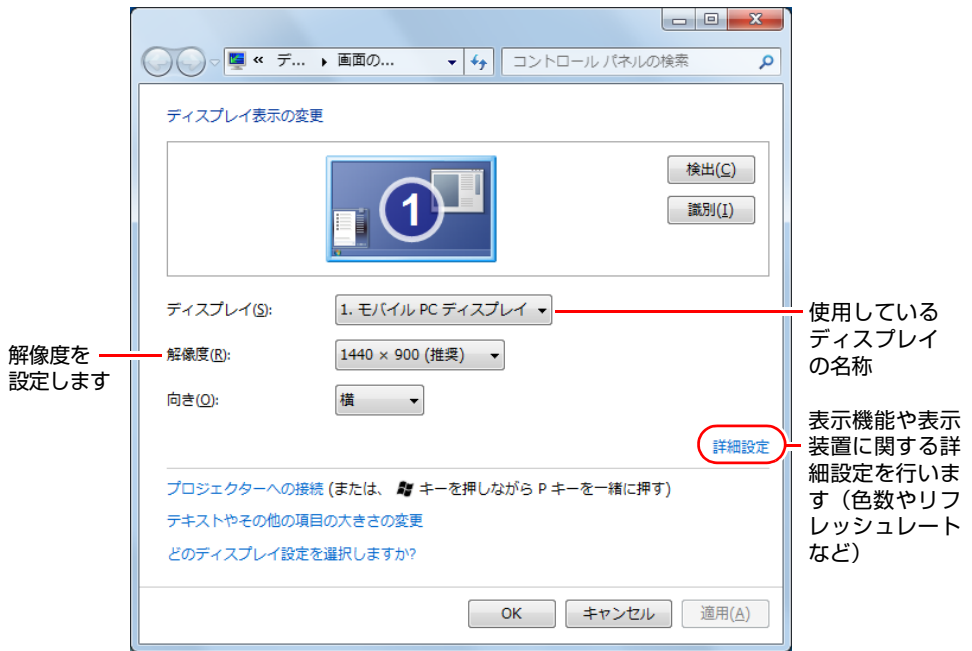 « デ... ▸ 画面の...
コントロール パネルの検索
ディスプレイ表示の変更
1
検出(C)
識別(I)
ディスプレイ(S):
1. モバイル PC ディスプレイ
解像度(R):
1440 × 900 (推奨)
向き(O):
横
詳細設定
プロジェクターへの接続 (または、 キーを押しながら P キーを一緒に押す)
テキストやその他の項目の大きさの変更
どのディスプレイ設定を選択しますか?
OK
キャンセル
適用(A)
解像度を
設定します
使用している
ディスプレイ
の名称
表示機能や表示
装置に関する詳
細設定を行いま
す（色数やリフ
レッシュレート
など）